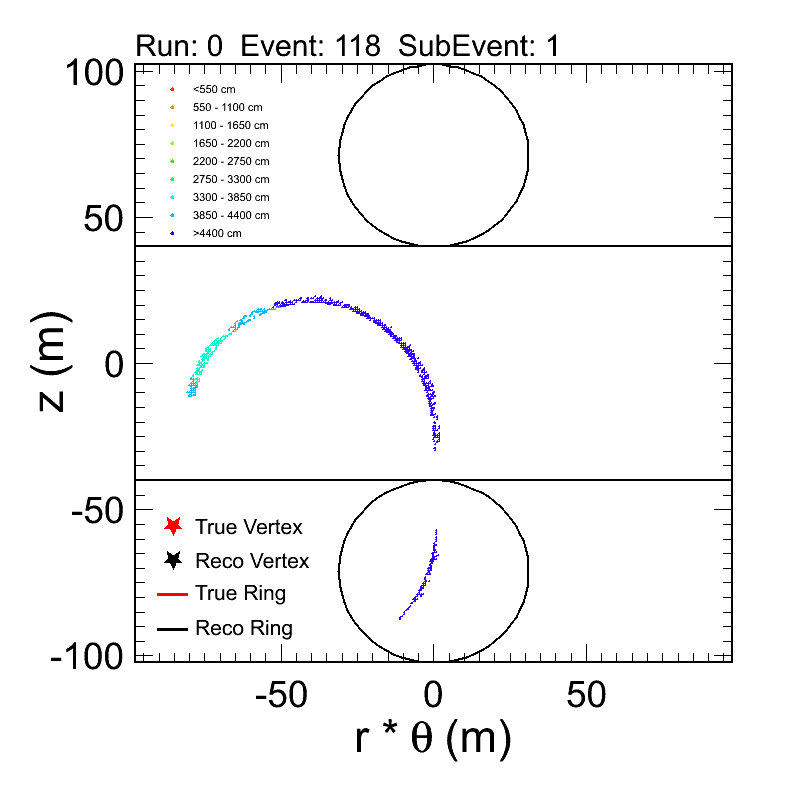 Run: 0  Event: 118  SubEvent: 1
100
<550 cm
550 - 1100 cm
1100 - 1650 cm
1650 - 2200 cm
2200 - 2750 cm
2750 - 3300 cm
3300 - 3850 cm
3850 - 4400 cm
>4400 cm
50
0
z (m)
-50
True Vertex
Reco Vertex
True Ring
Reco Ring
-100
-50 0 50
r * θ (m)